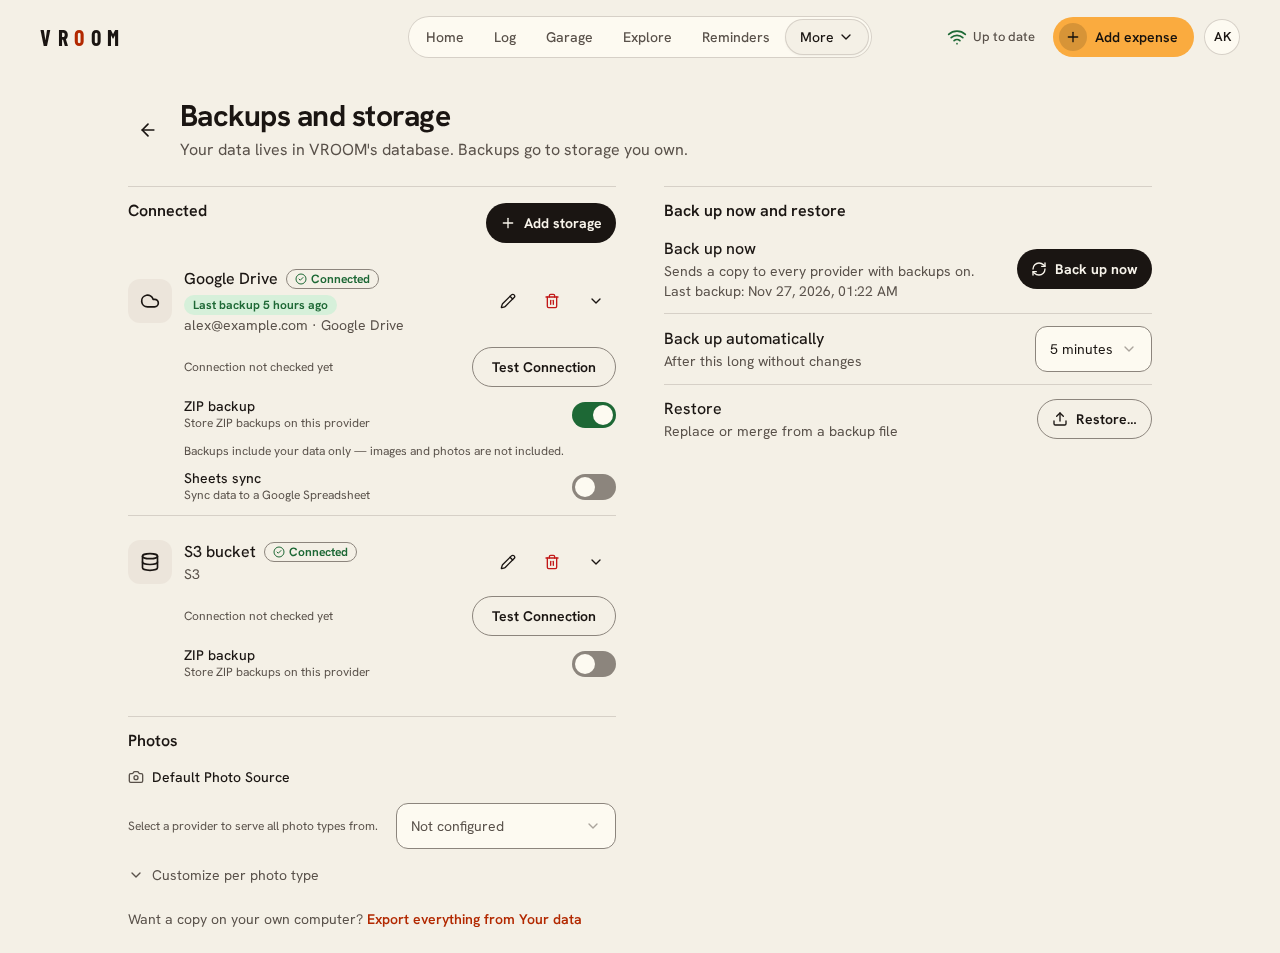 VROOM
Home
Log
Garage
Explore
Reminders
More
Up to date
Add expense
AK
Backups and storage
Your data lives in VROOM's database. Backups go to storage you own.
Connected
Add storage
Google Drive
Connected
Last backup 5 hours ago
alex@example.com · Google Drive
Connection not checked yet
Test Connection
ZIP backup
Store ZIP backups on this provider
Backups include your data only — images and photos are not included.
Sheets sync
Sync data to a Google Spreadsheet
S3 bucket
Connected
S3
Connection not checked yet
Test Connection
ZIP backup
Store ZIP backups on this provider
Photos
Default Photo Source
Select a provider to serve all photo types from.
Not configured
Customize per photo type
Want a copy on your own computer? Export everything from Your data
Back up now and restore
Back up now
Sends a copy to every provider with backups on.
Last backup: Nov 27, 2026, 01:22 AM
Back up now
Back up automatically
After this long without changes
5 minutes
Restore
Replace or merge from a backup file
Restore...